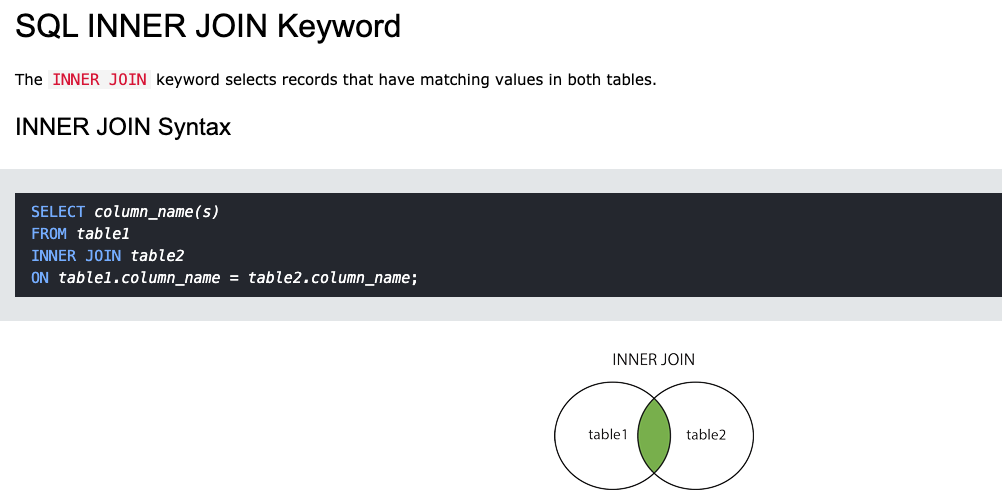 SQL INNER JOIN Keyword
The INNER JOIN keyword selects records that have matching values in both tables.
INNER JOIN Syntax
SELECT column_name(s)
FROM table1
INNER JOIN table2
ON table1.column_name = table2.column_name;
INNER JOIN
table1
table2